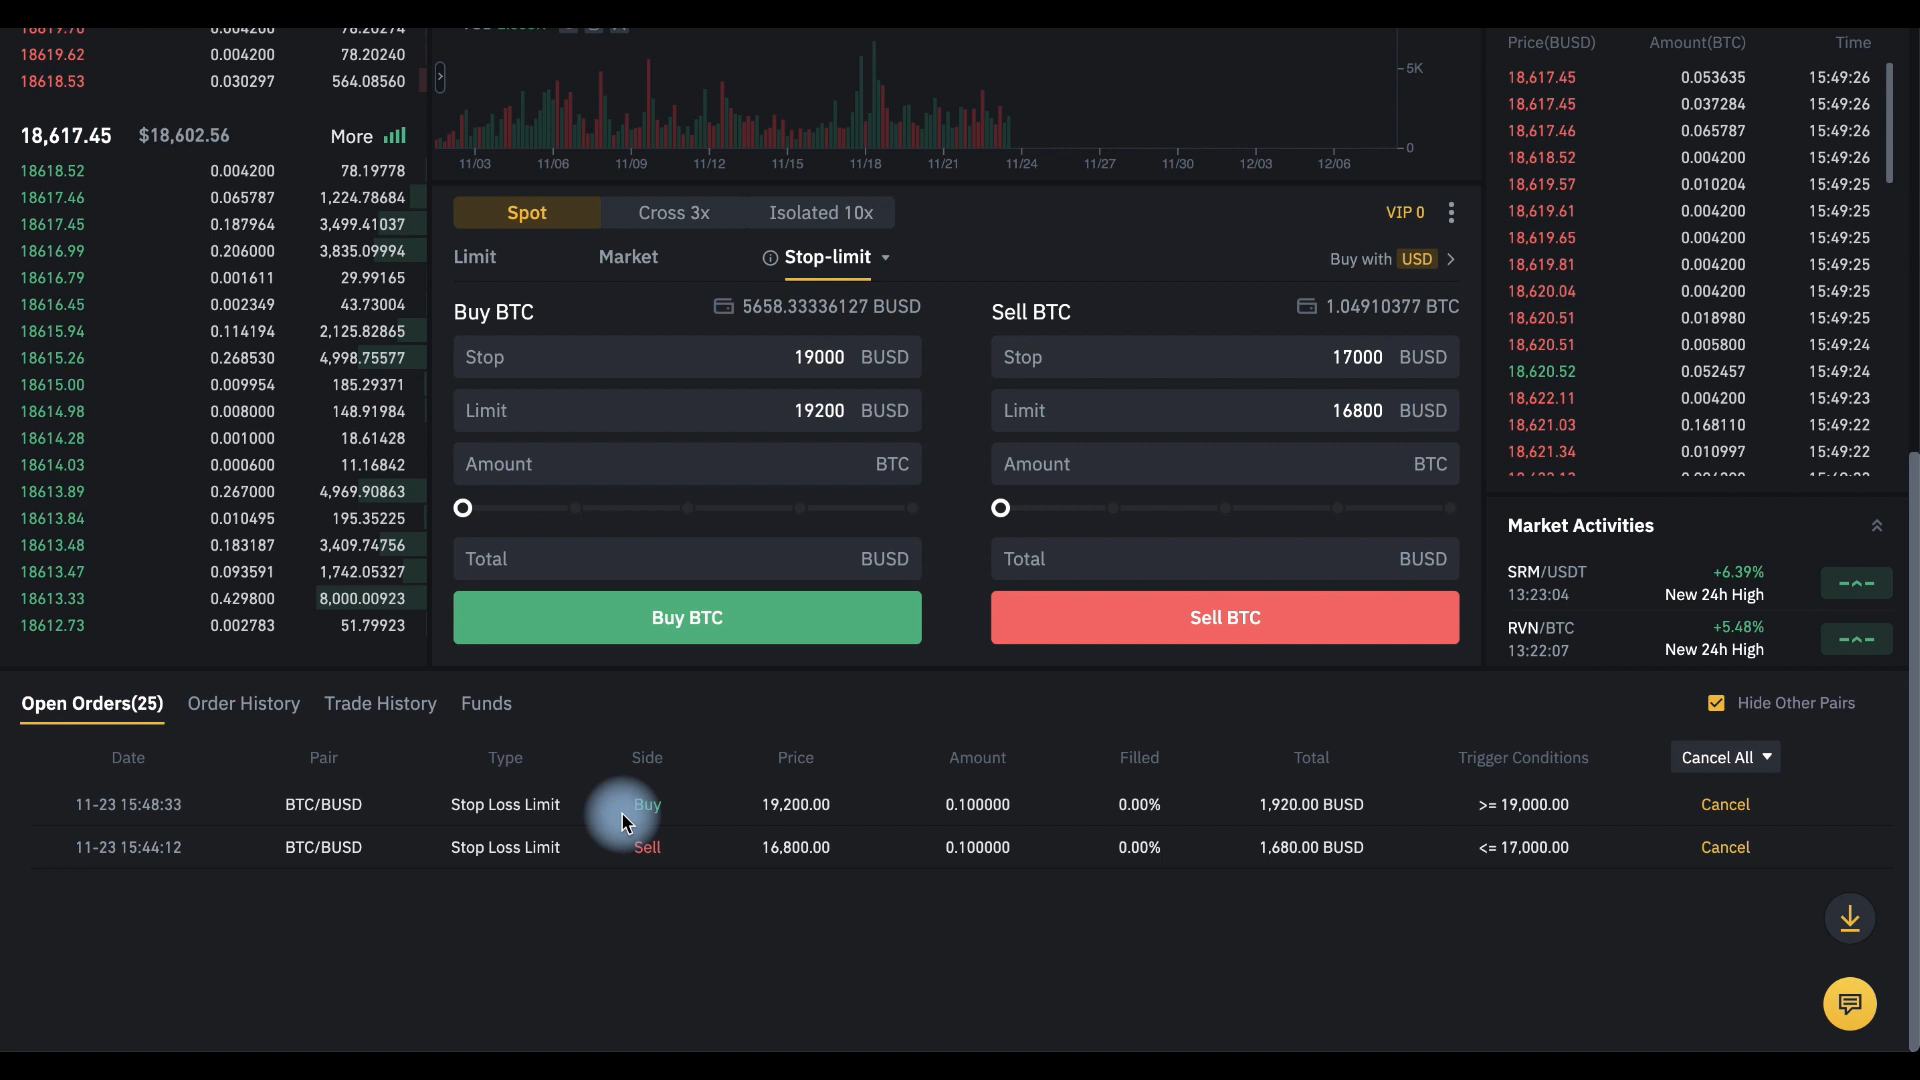 18619.62 0.004200 78.20240
18618.53 0.030297 564.08560
18,617.45 $18,602.56 More
18618.52 0.004200 78.19778
18617.46 0.065787 1,224.78684
18617.45 0.187964 3,499.41037
18616.99 0.206000 3,835.09994
18616.79 0.001611 29.99165
18616.45 0.002349 43.73004
18615.94 0.114194 2,125.82865
18615.26 0.268530 4,998.75577
18615.00 0.009954 185.29371
18614.98 0.008000 148.91984
18614.28 0.001000 18.61428
18614.03 0.000600 11.16842
18613.89 0.267000 4,969.90863
18613.84 0.010495 195.35225
18613.48 0.183187 3,409.74756
18613.47 0.093591 1,742.05327
18613.33 0.429800 8,000.00923
18612.73 0.002783 51.79923
5K
0
11/03 11/06 11/09 11/12 11/15 11/18 11/21 11/24 11/27 11/30 12/03 12/06
Spot Cross 3x Isolated 10x VIP 0
Limit Market Stop-limit Buy with USD
Buy BTC 5658.33336127 BUSD
Stop 19000 BUSD
Limit 19200 BUSD
Amount BTC
Total BUSD
Buy BTC
Sell BTC 1.04910377 BTC
Stop 17000 BUSD
Limit 16800 BUSD
Amount BTC
Total BUSD
Sell BTC
Price(BUSD) Amount(BTC) Time
18,617.45 0.053635 15:49:26
18,617.45 0.037284 15:49:26
18,617.46 0.065787 15:49:26
18,618.52 0.004200 15:49:26
18,619.57 0.010204 15:49:25
18,619.61 0.004200 15:49:25
18,619.65 0.004200 15:49:25
18,619.81 0.004200 15:49:25
18,620.04 0.004200 15:49:25
18,620.51 0.018980 15:49:25
18,620.51 0.005800 15:49:24
18,620.52 0.052457 15:49:24
18,622.11 0.004200 15:49:23
18,621.03 0.168110 15:49:22
18,621.34 0.010997 15:49:22
Market Activities
SRM/USDT +6.39%
13:23:04 New 24h High
RVN/BTC +5.48%
13:22:07 New 24h High
Open Orders(25) Order History Trade History Funds Hide Other Pairs
Date Pair Type Side Price Amount Filled Total Trigger Conditions Cancel All
11-23 15:48:33 BTC/BUSD Stop Loss Limit Buy 19,200.00 0.100000 0.00% 1,920.00 BUSD >= 19,000.00 Cancel
11-23 15:44:12 BTC/BUSD Stop Loss Limit Sell 16,800.00 0.100000 0.00% 1,680.00 BUSD <= 17,000.00 Cancel